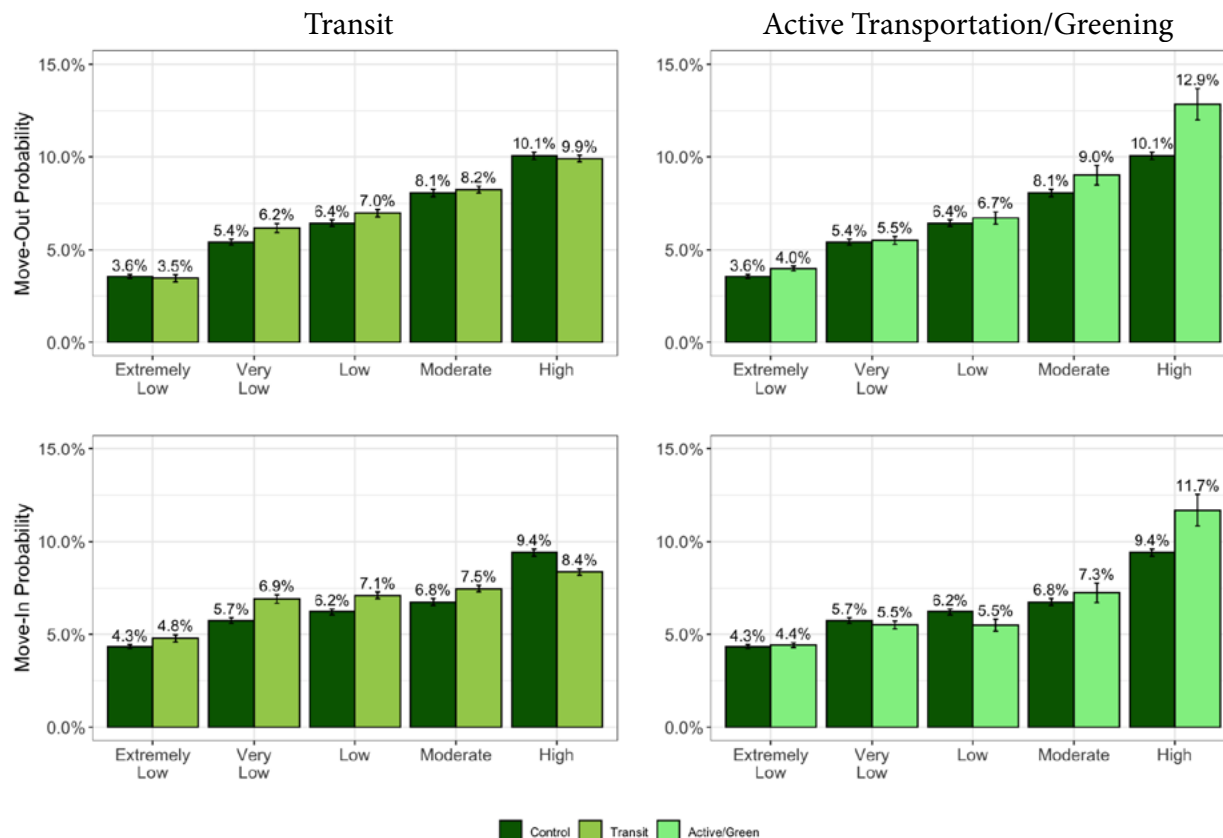 Transit
Active Transportation/Greening
Move-Out Probability
15.0%
10.0%
5.0%
0.0%
3.6%
3.5%
5.4%
6.2%
6.4%
7.0%
8.1%
8.2%
10.1%
9.9%
Extremely
Low
Very
Low
Low
Moderate
High
15.0%
10.0%
5.0%
0.0%
3.6%
4.0%
5.4%
5.5%
6.4%
6.7%
8.1%
9.0%
10.1%
12.9%
Extremely
Low
Very
Low
Low
Moderate
High
Move-In Probability
15.0%
10.0%
5.0%
0.0%
4.3%
4.8%
5.7%
6.9%
6.2%
7.1%
6.8%
7.5%
9.4%
8.4%
Extremely
Low
Very
Low
Low
Moderate
High
15.0%
10.0%
5.0%
0.0%
4.3%
4.4%
5.7%
5.5%
6.2%
5.5%
6.8%
7.3%
9.4%
11.7%
Extremely
Low
Very
Low
Low
Moderate
High
Control Transit Active/Green